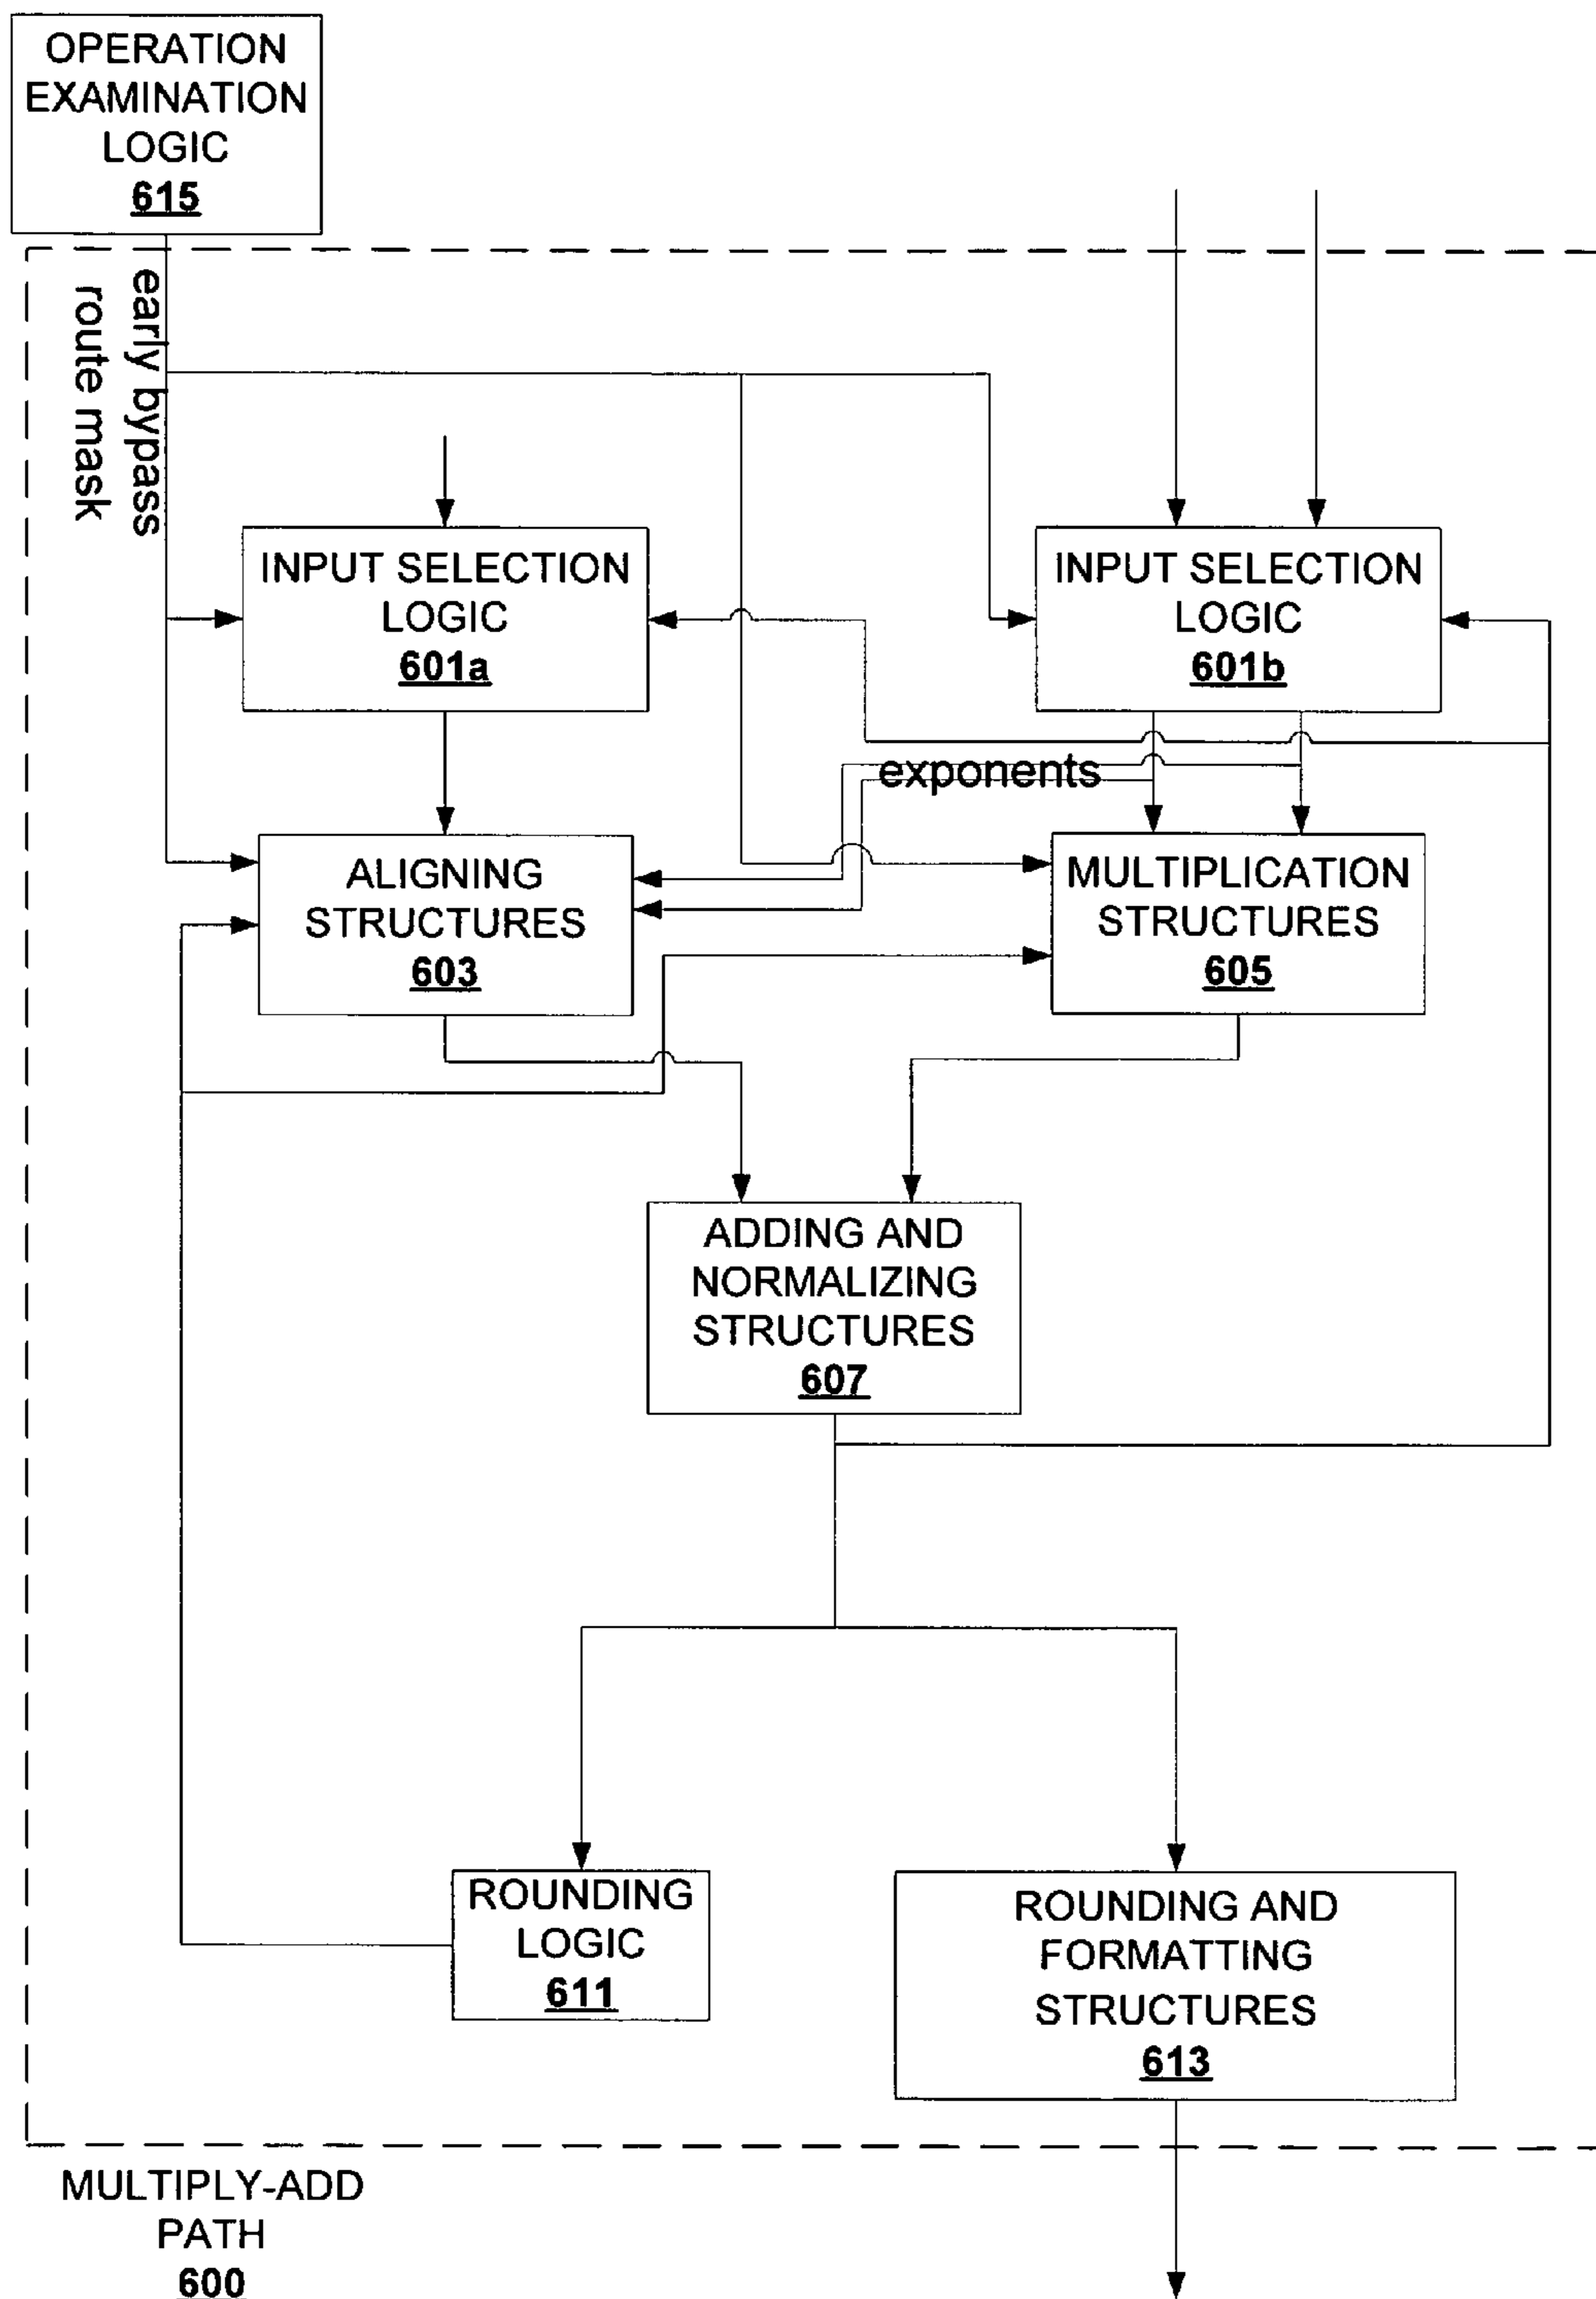 OPERATION
EXAMINATION
LOGIC
615
early bypass
route mask
INPUT SELECTION
LOGIC
601a
INPUT SELECTION
LOGIC
601b
exponents
ALIGNING
STRUCTURES
603
MULTIPLICATION
STRUCTURES
605
ADDING AND
NORMALIZING
STRUCTURES
607
ROUNDING
LOGIC
611
ROUNDING AND
FORMATTING
STRUCTURES
613
MULTIPLY-ADD
PATH
600